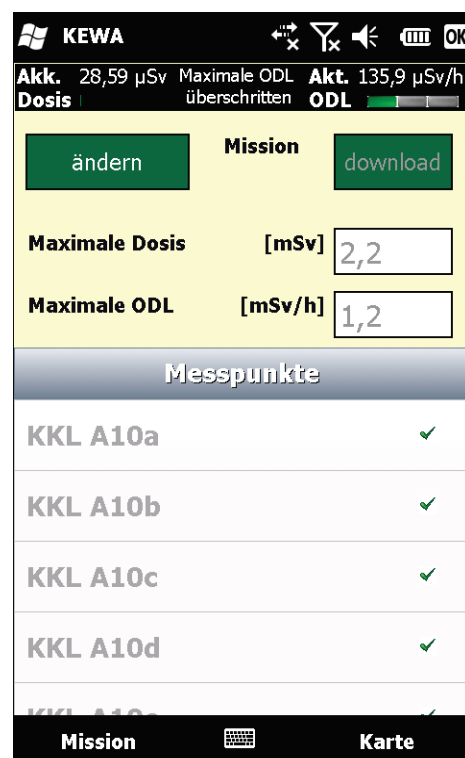 KEWA OK
Akk. 28,59 µSv Maximale ODL Akt. 135,9 µSv/h
Dosis überschritten ODL
ändern Mission download
Maximale Dosis [mSv] 2,2
Maximale ODL [mSv/h] 1,2
Messpunkte
KKL A10a
KKL A10b
KKL A10c
KKL A10d
Mission Karte